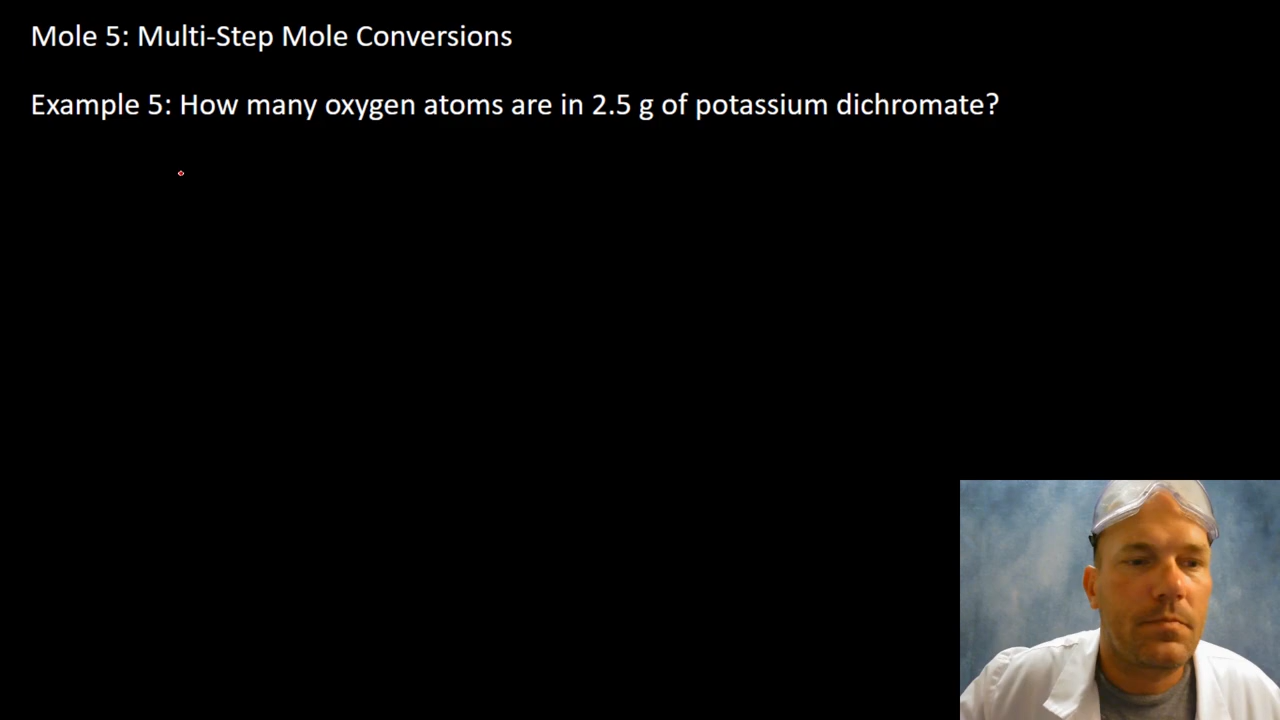 Mole 5: Multi-Step Mole Conversions
Example 5: How many oxygen atoms are in 2.5 g of potassium dichromate?